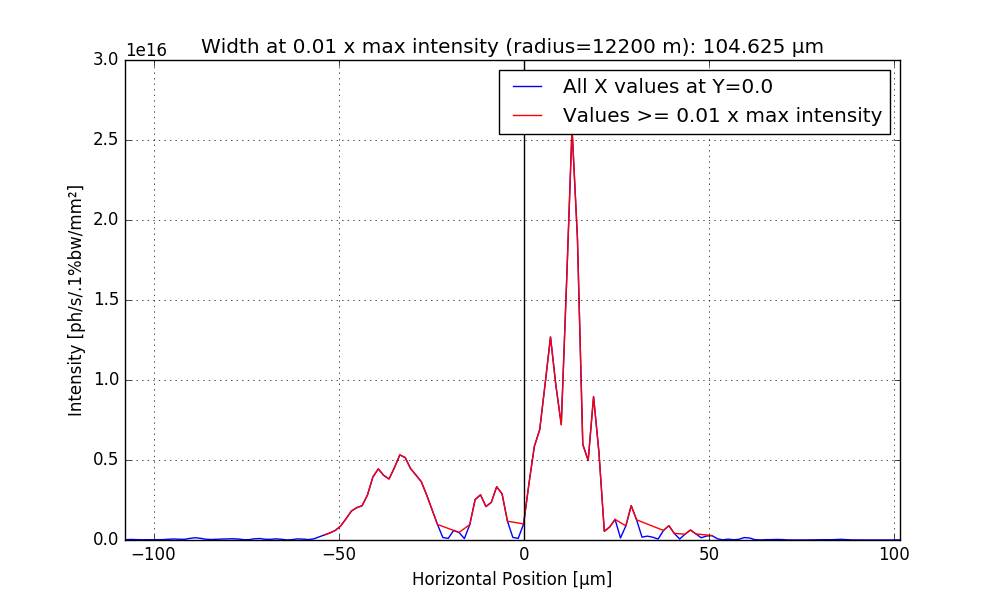 Width at 0.01 x max intensity (radius=12200 m): 104.625 µm
1e16
All X values at Y=0.0
Values >= 0.01 x max intensity
3.0
2.5
2.0
1.5
1.0
0.5
0.0
Intensity [ph/s/.1%bw/mm²]
−100 −50 0 50 100
Horizontal Position [µm]